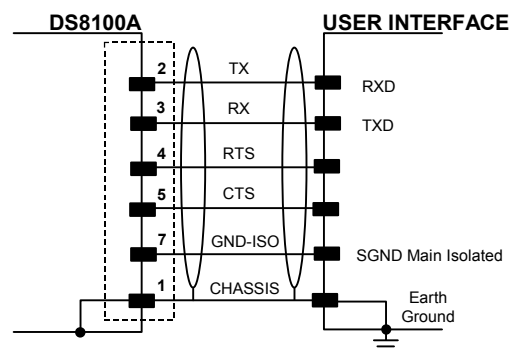 DS8100A USER INTERFACE
2 TX RXD
3 RX TXD
4 RTS
5 CTS
7 GND-ISO SGND Main Isolated
1 CHASSIS Earth
Ground